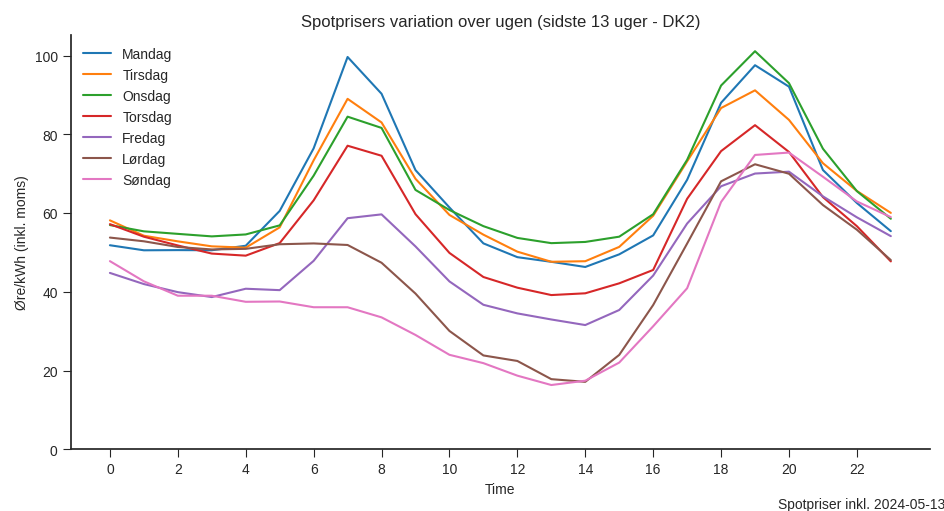 Spotprisers variation over ugen (sidste 13 uger - DK2)
Mandag
Tirsdag
Onsdag
Torsdag
Fredag
Lørdag
Søndag
Øre/kWh (inkl. moms)
100
80
60
40
20
0
0 2 4 6 8 10 12 14 16 18 20 22
Time
Spotpriser inkl. 2024-05-13